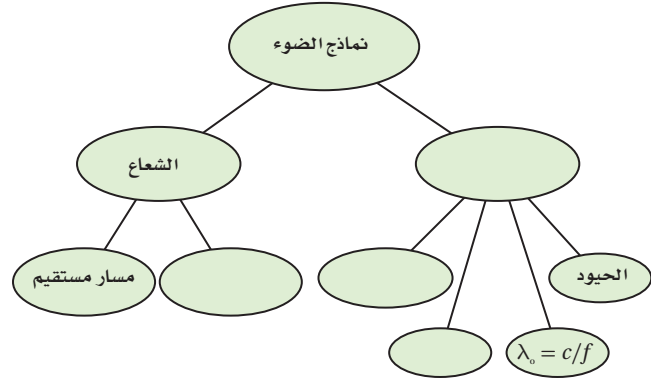 نماذج الضوء
الشعاع
مسار مستقيم
الحيود
λ₀ = c/f